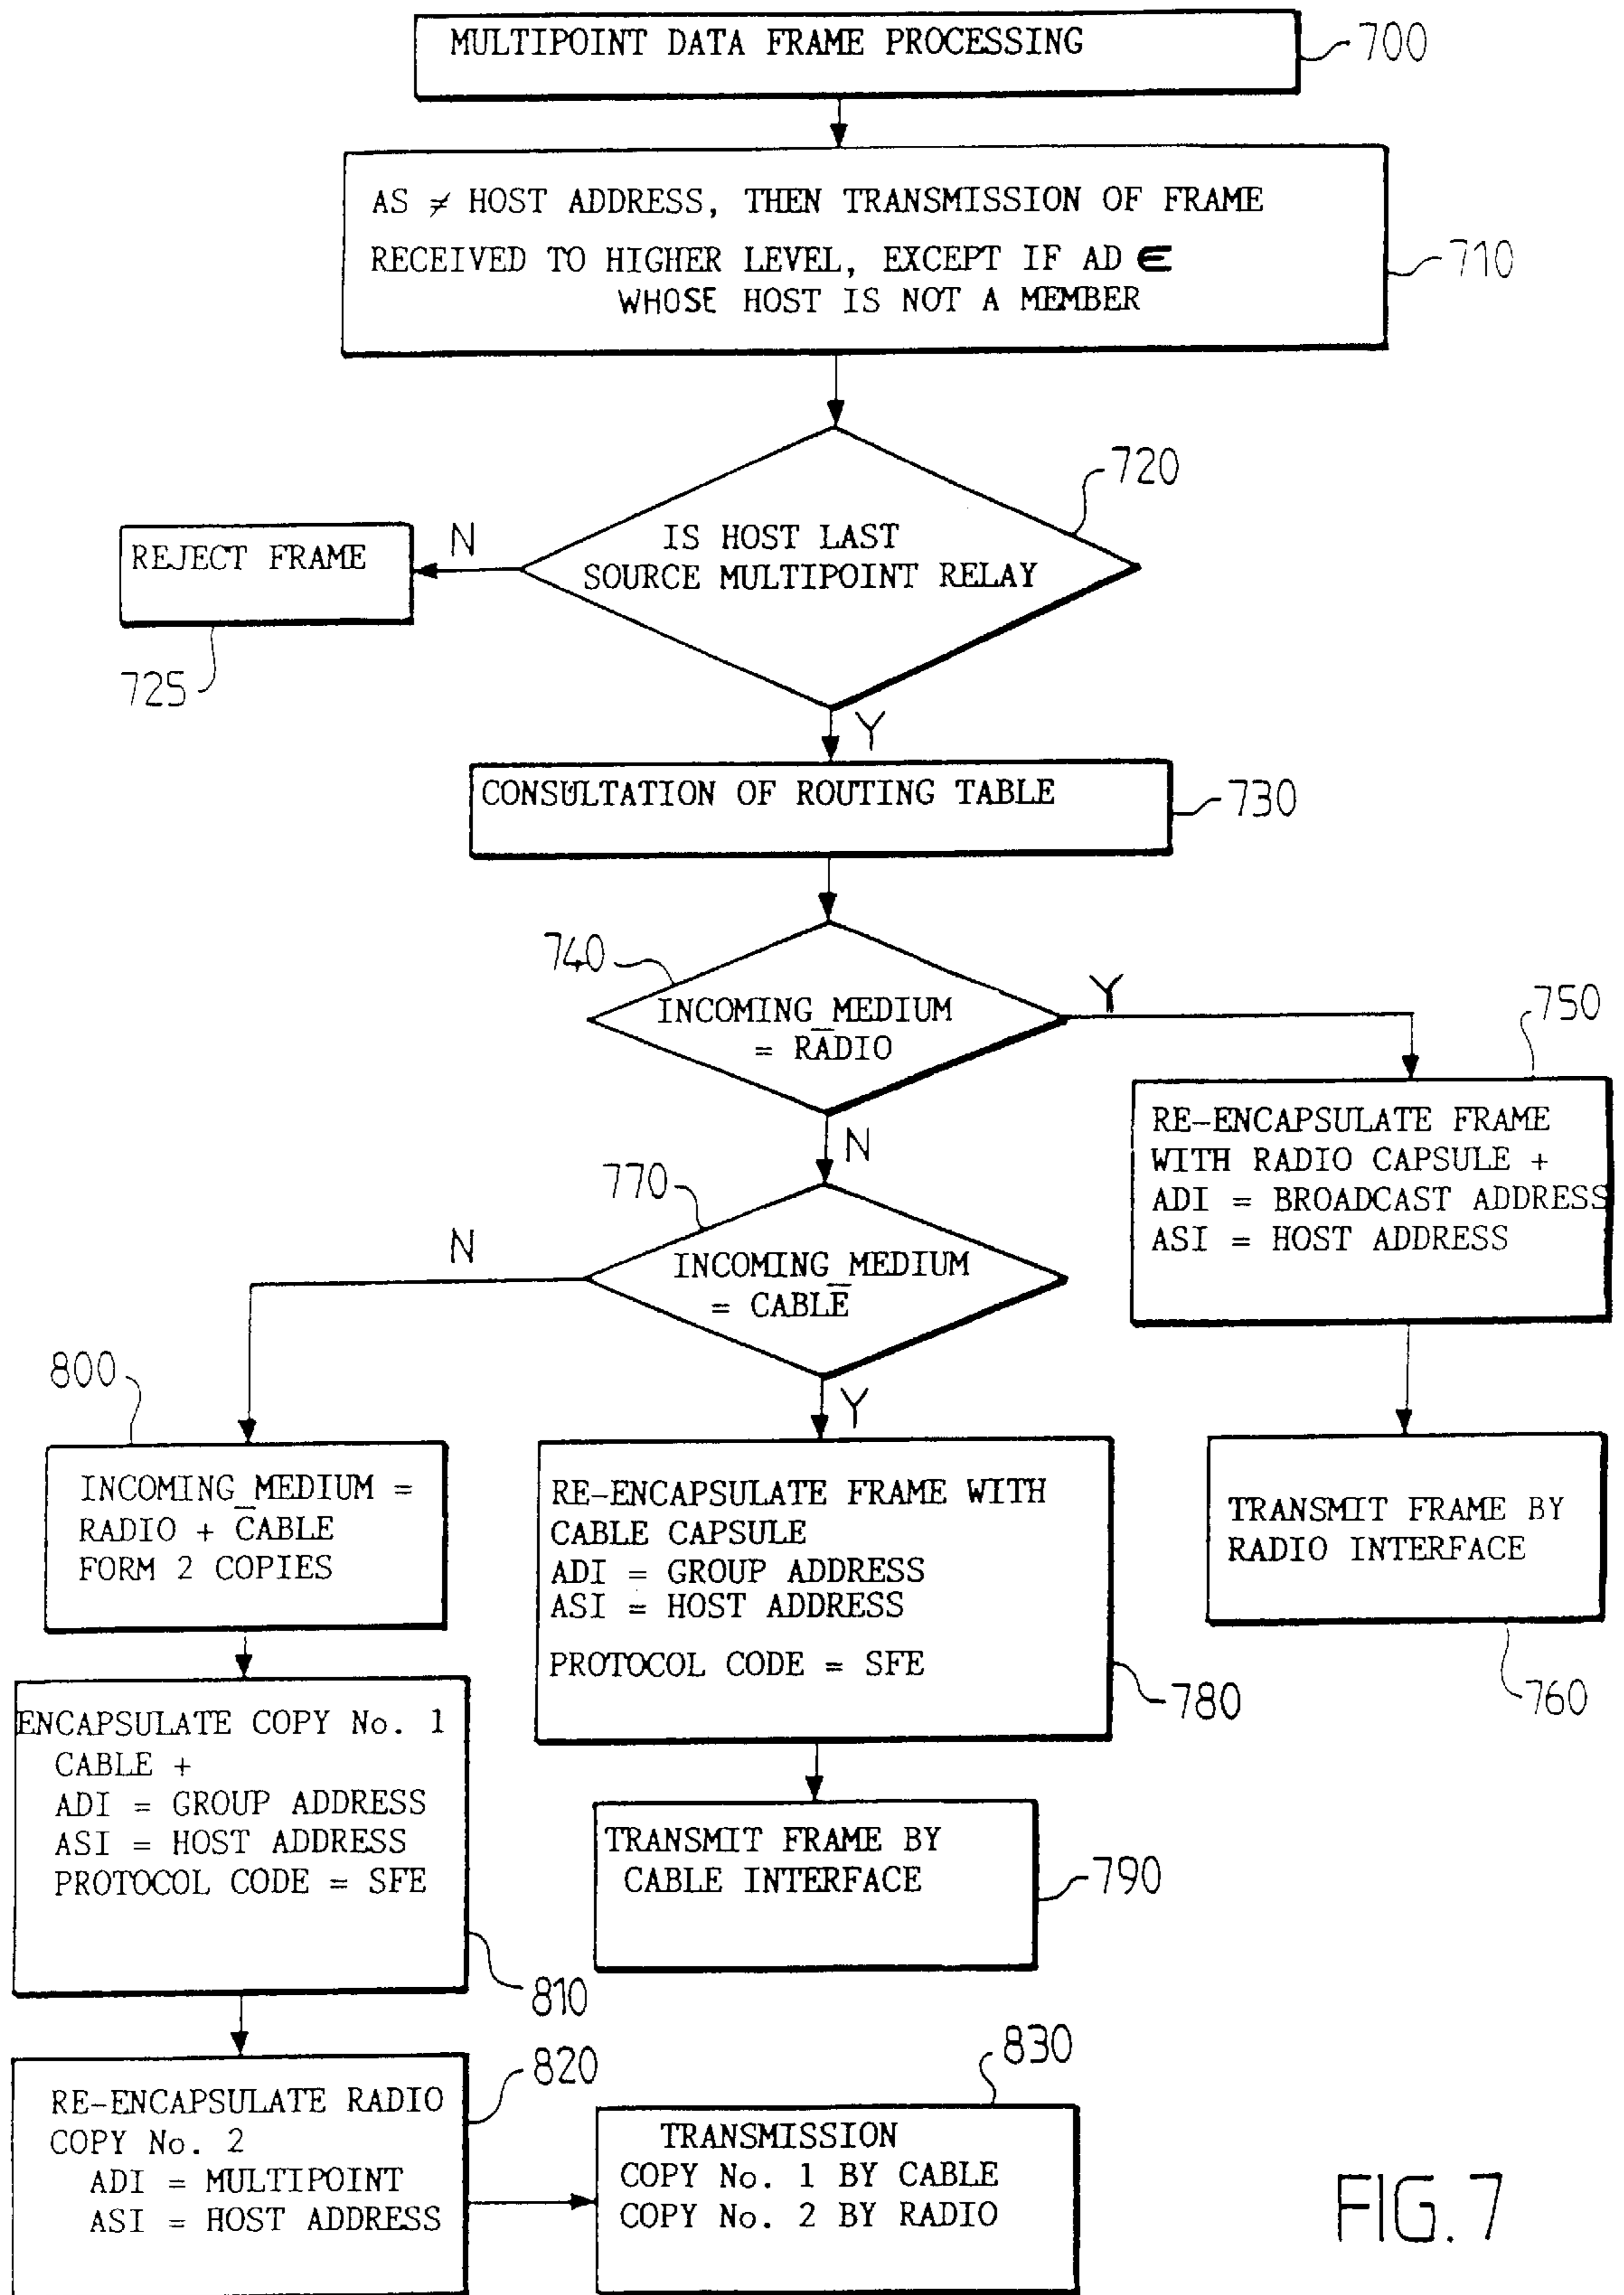 MULTIPOINT DATA FRAME PROCESSING
700
AS ≠ HOST ADDRESS, THEN TRANSMISSION OF FRAME
RECEIVED TO HIGHER LEVEL, EXCEPT IF AD ∈
WHOSE HOST IS NOT A MEMBER
710
720
IS HOST LAST
SOURCE MULTIPOINT RELAY
N
REJECT FRAME
725
Y
CONSULTATION OF ROUTING TABLE
730
740
INCOMING_MEDIUM
= RADIO
Y
750
RE-ENCAPSULATE FRAME
WITH RADIO CAPSULE +
ADI = BROADCAST ADDRESS
ASI = HOST ADDRESS
N
770
INCOMING_MEDIUM
= CABLE
N
Y
800
INCOMING_MEDIUM =
RADIO + CABLE
FORM 2 COPIES
RE-ENCAPSULATE FRAME WITH
CABLE CAPSULE
ADI = GROUP ADDRESS
ASI = HOST ADDRESS
PROTOCOL CODE = SFE
780
TRANSMIT FRAME BY
RADIO INTERFACE
760
ENCAPSULATE COPY No. 1
CABLE +
ADI = GROUP ADDRESS
ASI = HOST ADDRESS
PROTOCOL CODE = SFE
810
TRANSMIT FRAME BY
CABLE INTERFACE
790
820
RE-ENCAPSULATE RADIO
COPY No. 2
ADI = MULTIPOINT
ASI = HOST ADDRESS
830
TRANSMISSION
COPY No. 1 BY CABLE
COPY No. 2 BY RADIO
FIG. 7